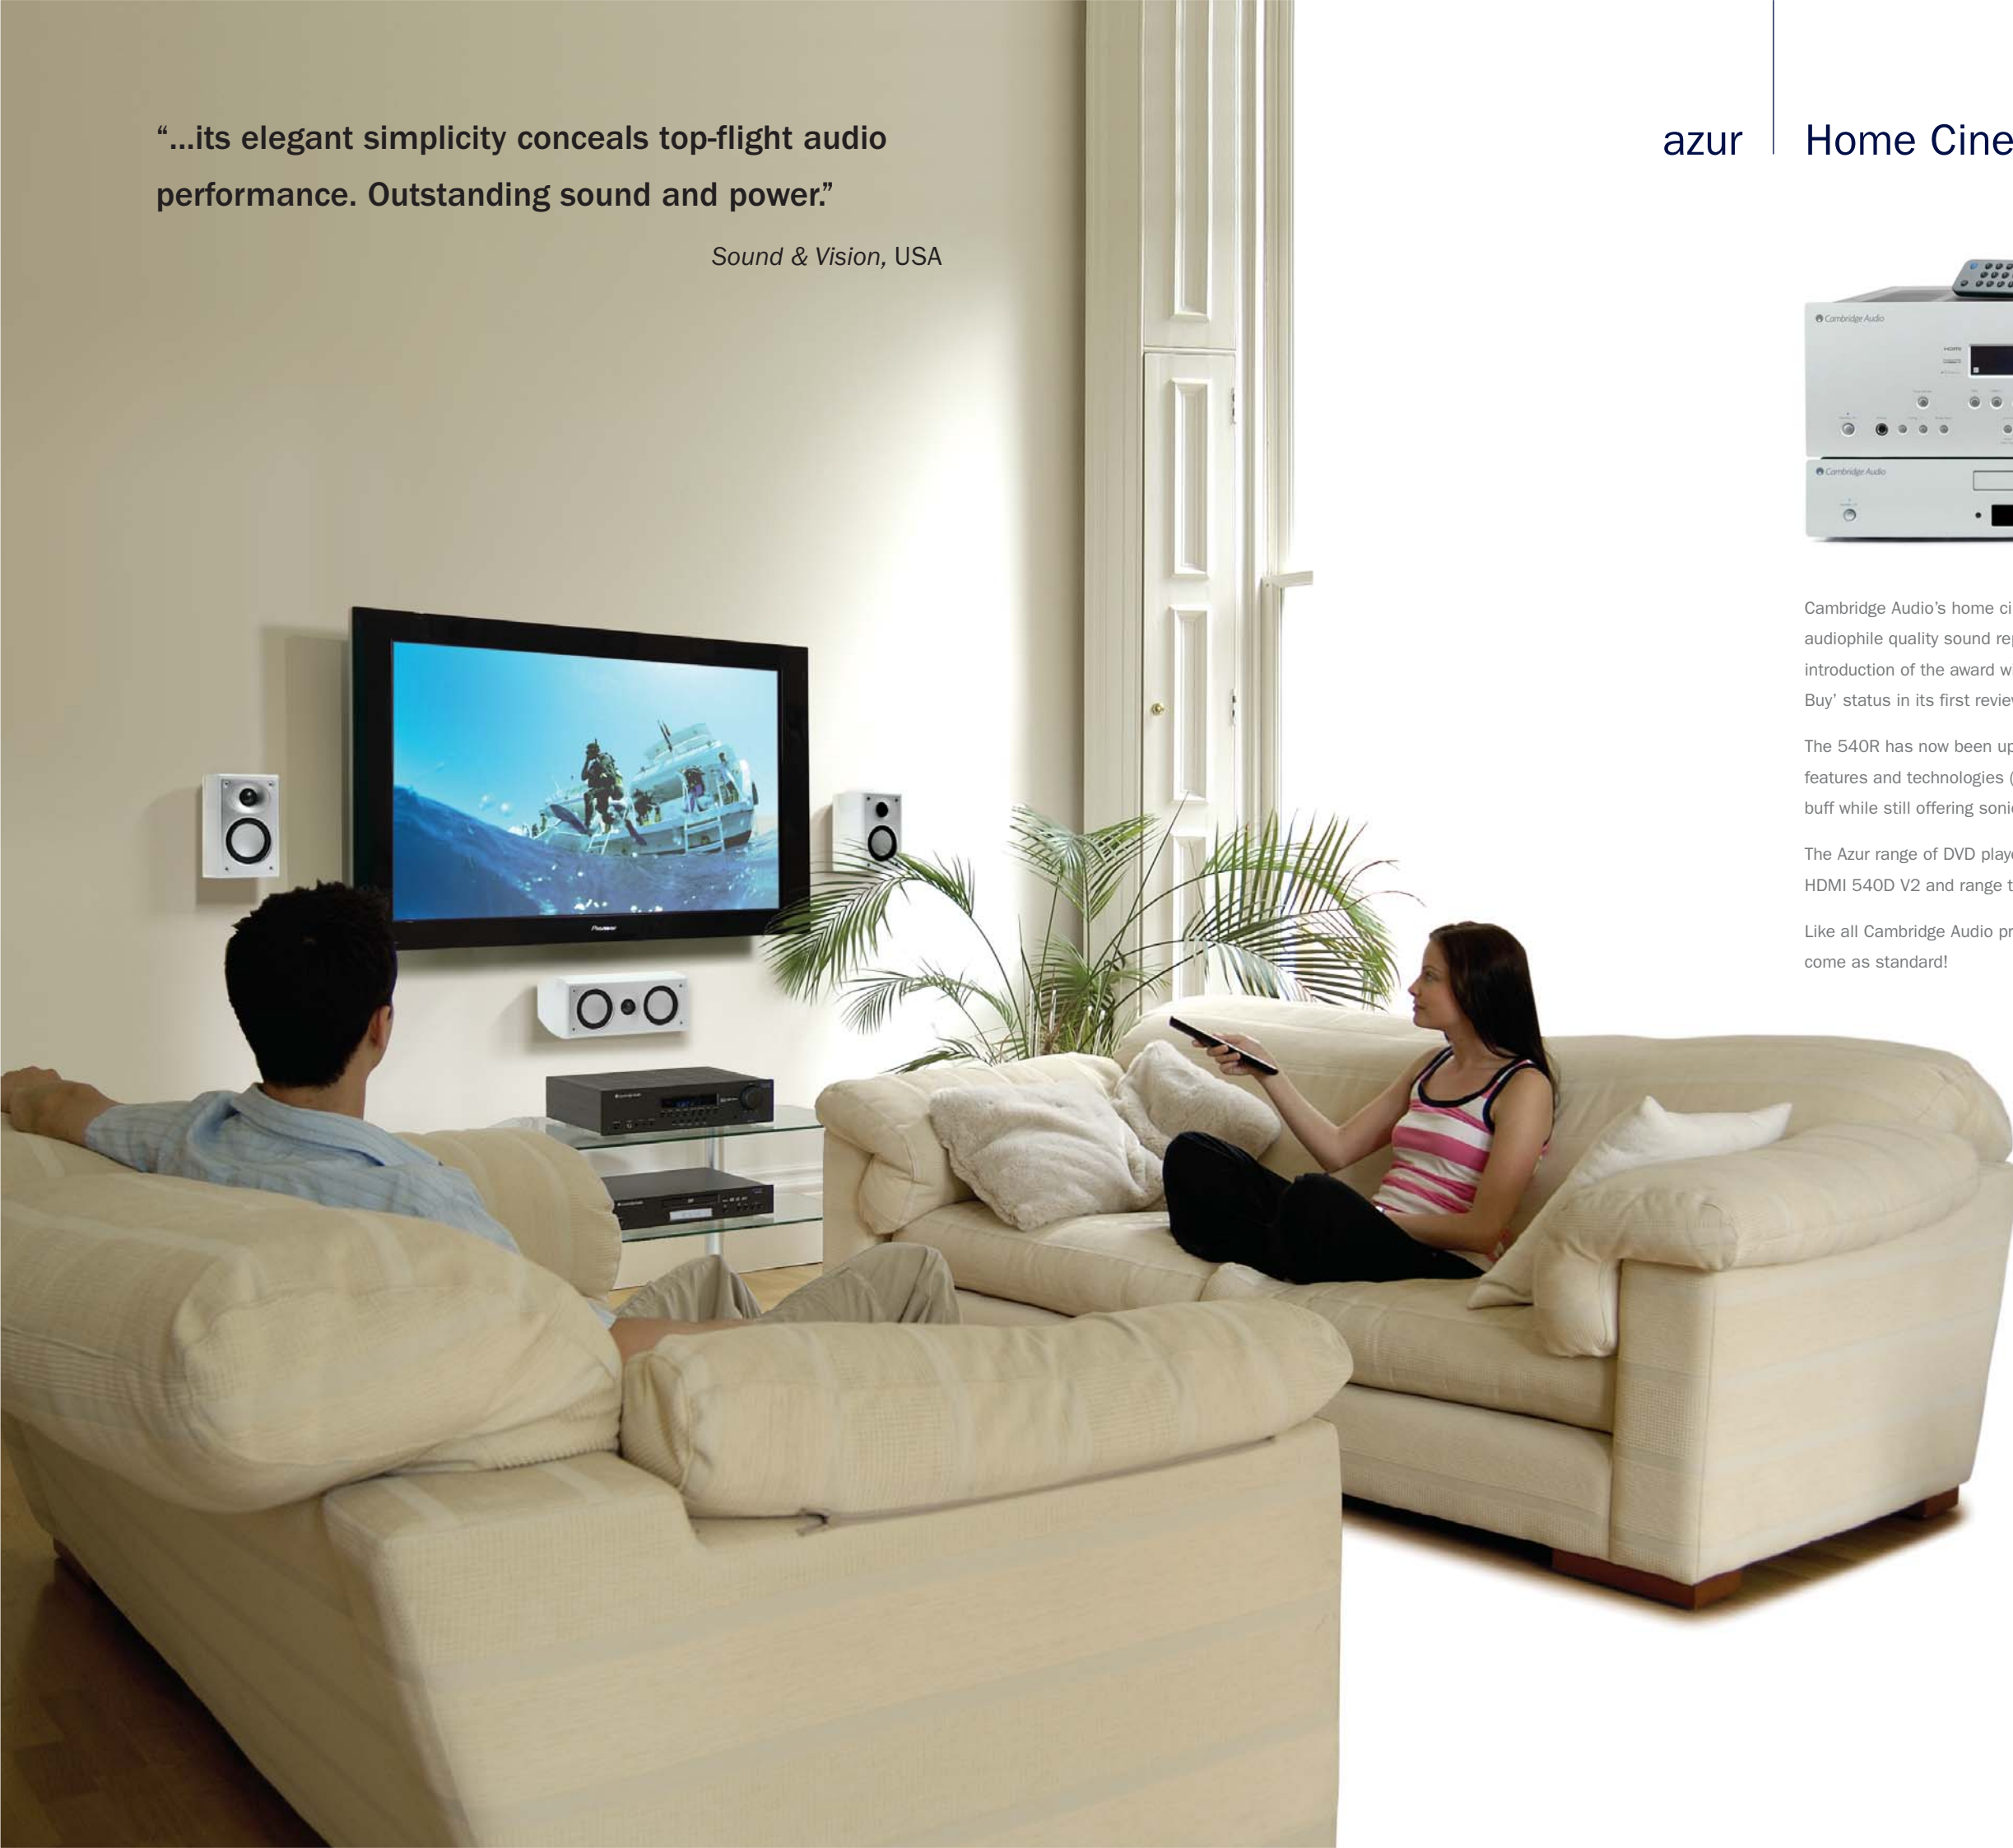 “...its elegant simplicity conceals top-flight audio
performance. Outstanding sound and power.”
Sound & Vision, USA
azur
Home Cine
Cambridge Audio
HDMI
Cambridge Audio
Cambridge Audio’s home ci
audiophile quality sound re
introduction of the award w
Buy’ status in its first revie
The 540R has now been up
features and technologies (
buff while still offering soni
The Azur range of DVD play
HDMI 540D V2 and range t
Like all Cambridge Audio pr
come as standard!
Pioneer